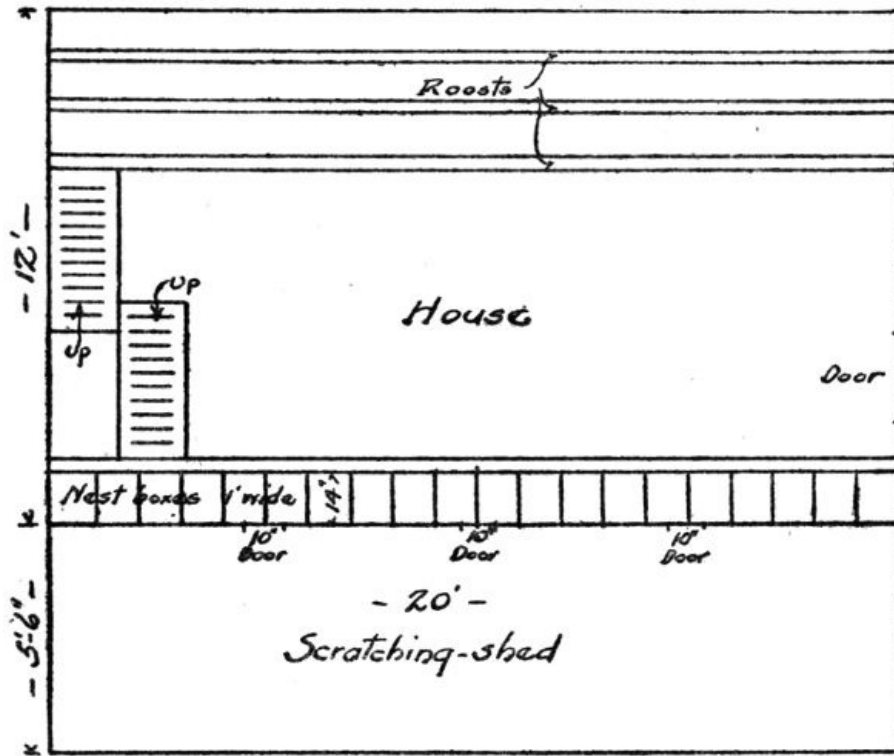 Roosts
- 12' -
Up
Up
House
Door
Nest boxes 1' wide 14"
10" Door
10" Door
10" Door
- 5'-6" -
- 20' -
Scratching-shed